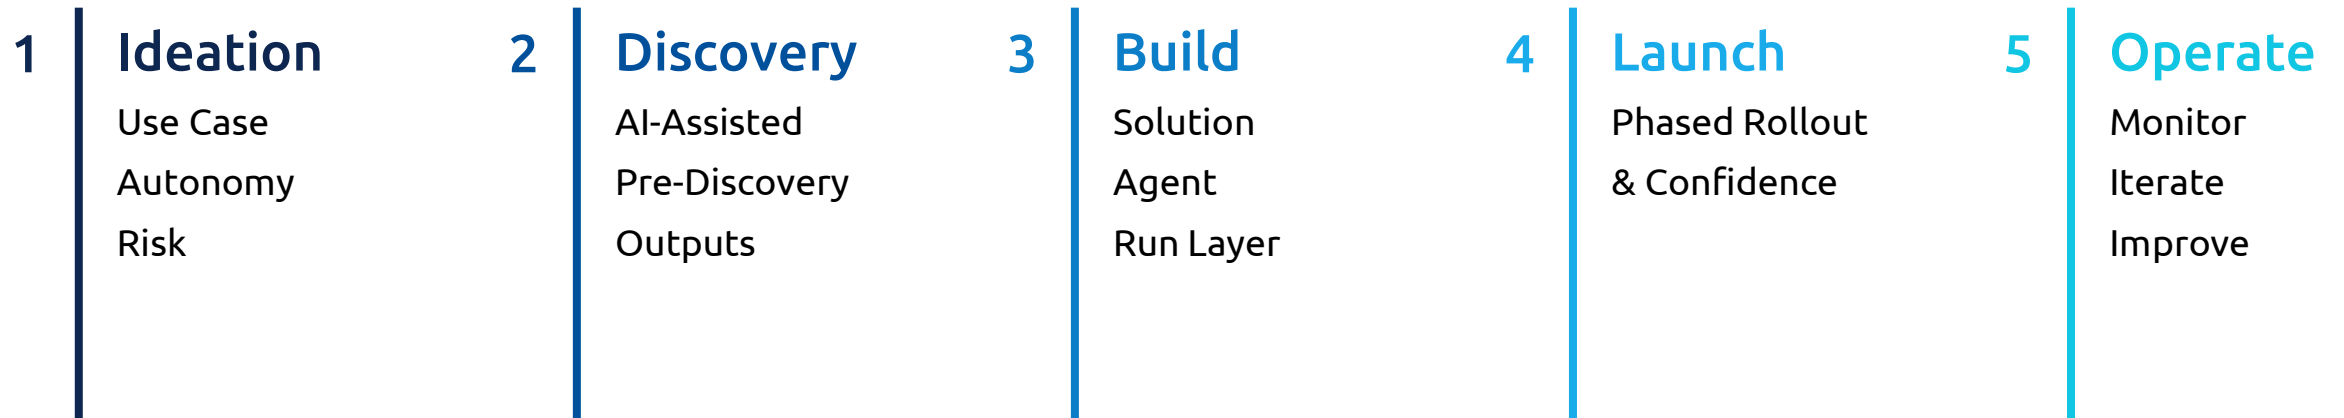 1
Ideation
Use Case
Autonomy
Risk
2
Discovery
AI-Assisted
Pre-Discovery
Outputs
3
Build
Solution
Agent
Run Layer
4
Launch
Phased Rollout
& Confidence
5
Operate
Monitor
Iterate
Improve